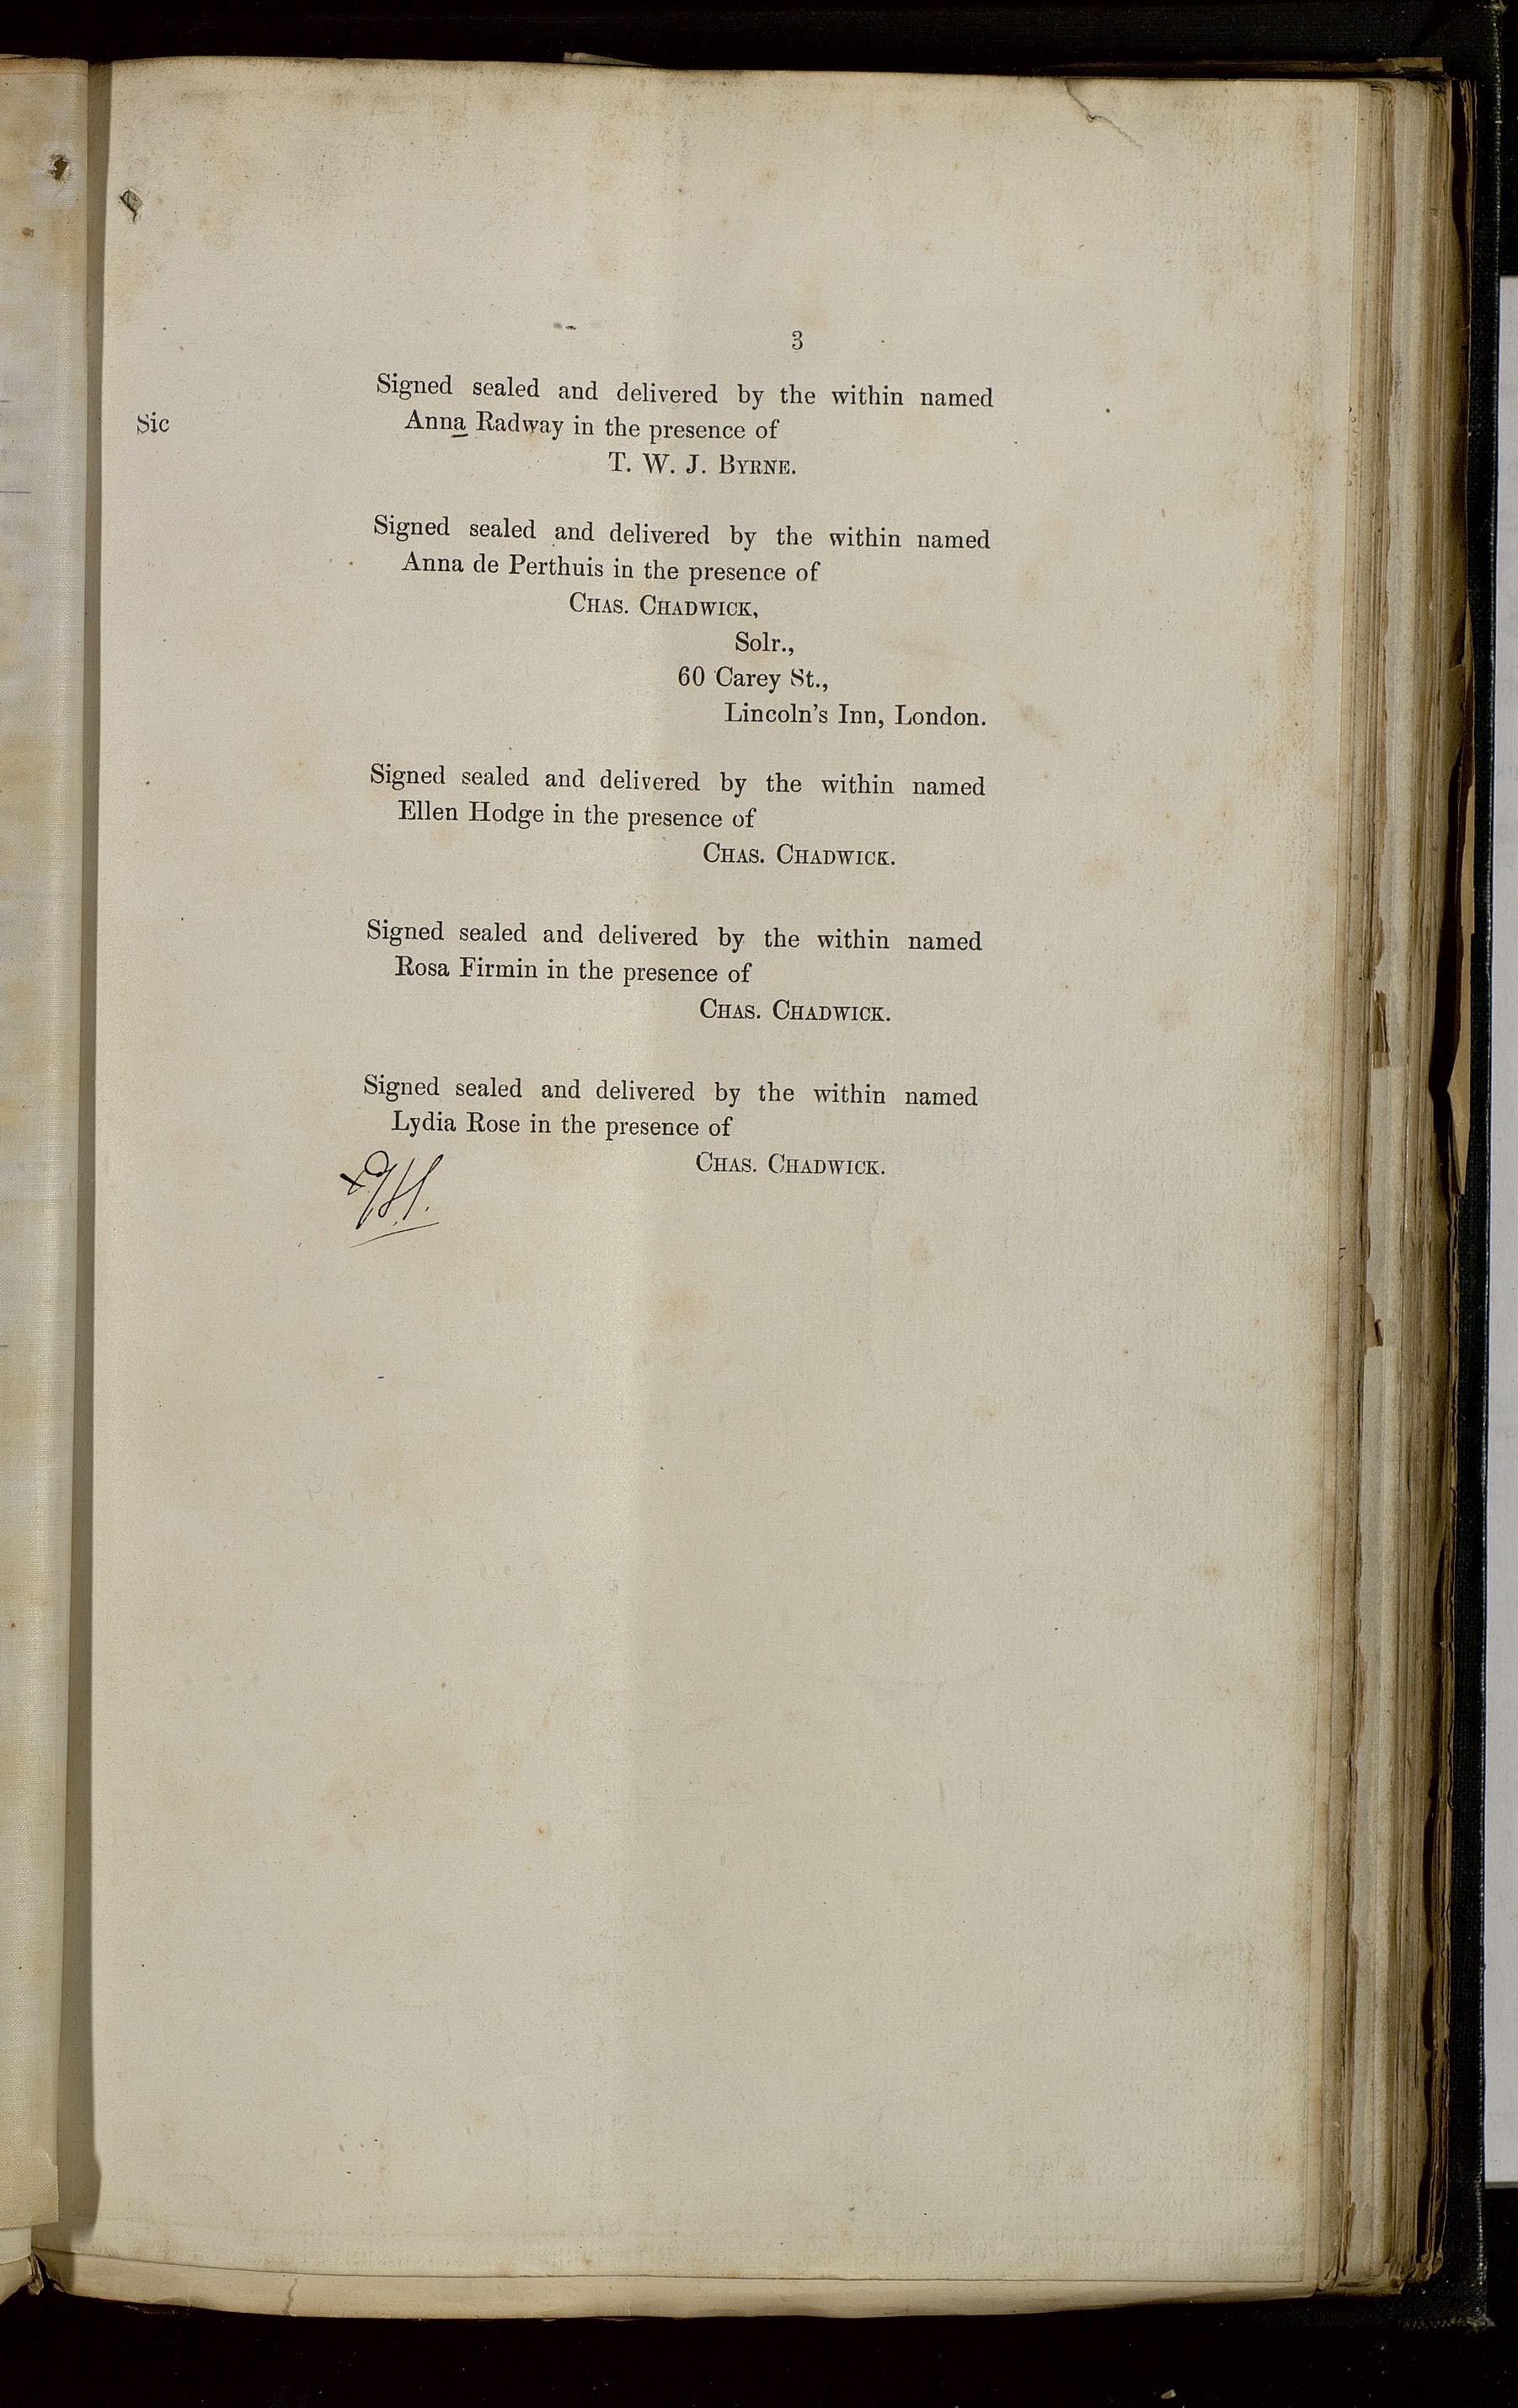 3
Signed sealed and delivered by the within named
Sic
Anna Radway in the presence of
T. W. J. BYRNE.
Signed sealed and delivered by the within named
Anna de Perthuis in the presence of
CHAS. CHADWICK,
Solr.,
60 Carey St.,
Lincoln's Inn, London.
Signed sealed and delivered by the within named
Ellen Hodge in the presence of
CHAS. CHADWICK.
Signed sealed and delivered by the within named
Rosa Firmin in the presence of
CHAS. CHADWICK.
Signed sealed and delivered by the within named
Lydia Rose in the presence of
CHAS. CHADWICK.